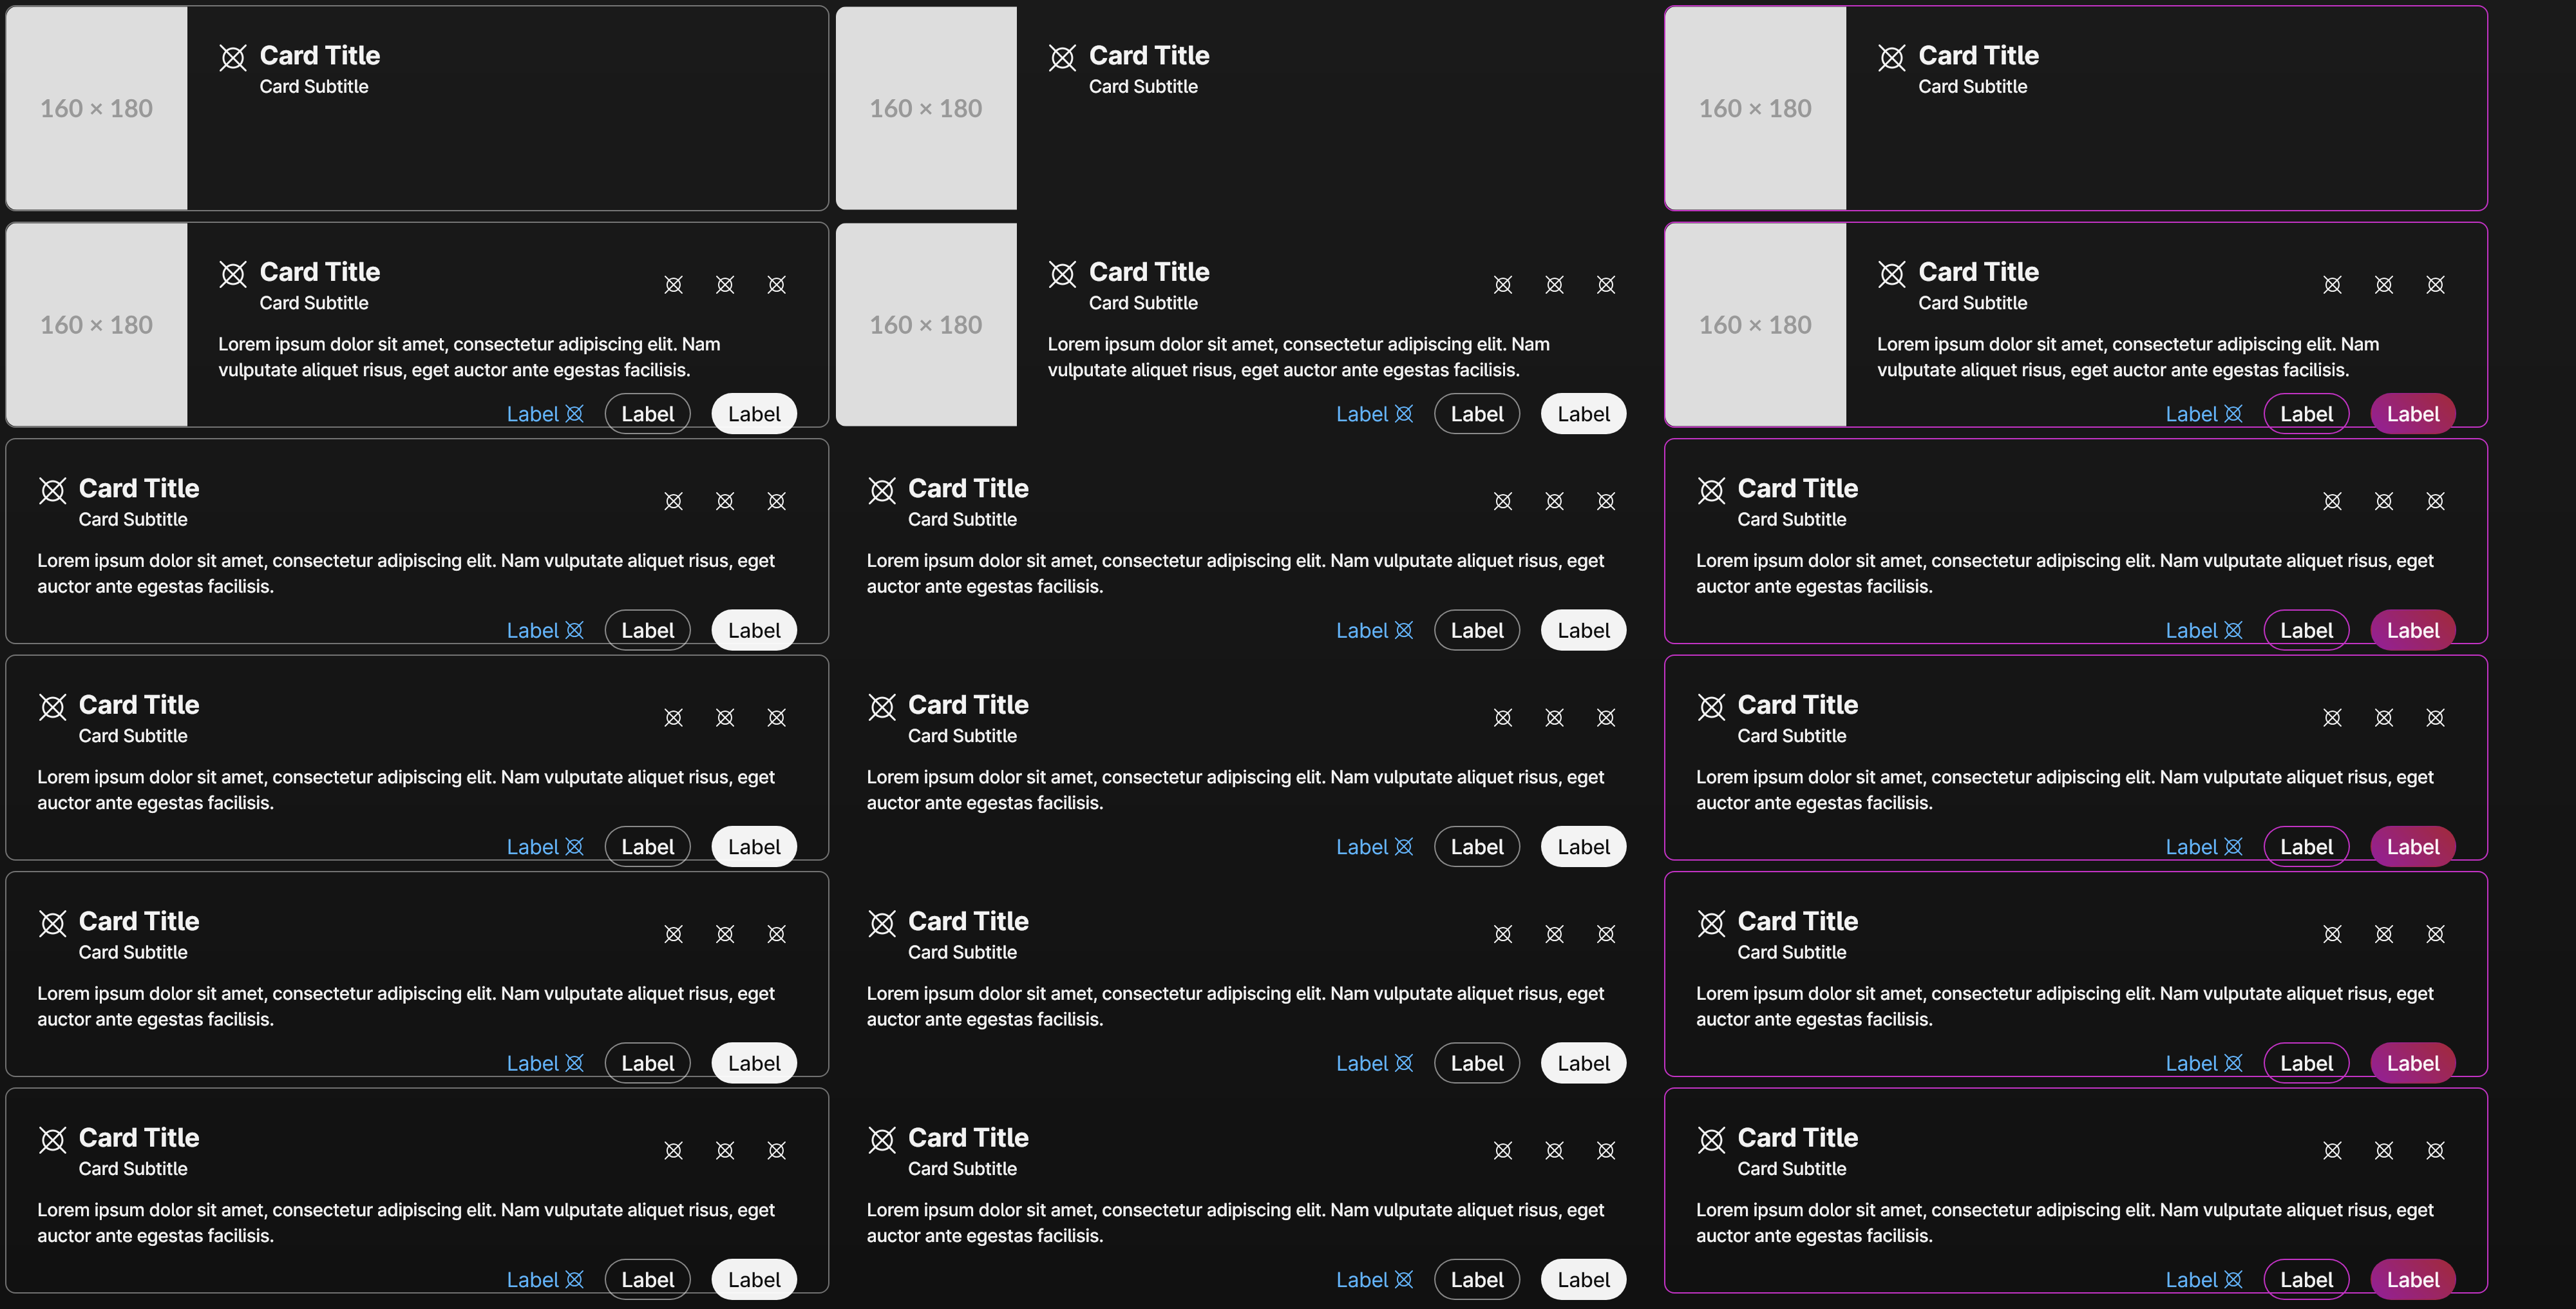 160 × 180
Card Title
Card Subtitle
160 × 180
Card Title
Card Subtitle
160 × 180
Card Title
Card Subtitle
160 × 180
Card Title
Card Subtitle
Lorem ipsum dolor sit amet, consectetur adipiscing elit. Nam
vulputate aliquet risus, eget auctor ante egestas facilisis.
Label Label Label
160 × 180
Card Title
Card Subtitle
Lorem ipsum dolor sit amet, consectetur adipiscing elit. Nam
vulputate aliquet risus, eget auctor ante egestas facilisis.
Label Label Label
160 × 180
Card Title
Card Subtitle
Lorem ipsum dolor sit amet, consectetur adipiscing elit. Nam
vulputate aliquet risus, eget auctor ante egestas facilisis.
Label Label Label
Card Title
Card Subtitle
Lorem ipsum dolor sit amet, consectetur adipiscing elit. Nam vulputate aliquet risus, eget
auctor ante egestas facilisis.
Label Label Label
Card Title
Card Subtitle
Lorem ipsum dolor sit amet, consectetur adipiscing elit. Nam vulputate aliquet risus, eget
auctor ante egestas facilisis.
Label Label Label
Card Title
Card Subtitle
Lorem ipsum dolor sit amet, consectetur adipiscing elit. Nam vulputate aliquet risus, eget
auctor ante egestas facilisis.
Label Label Label
Card Title
Card Subtitle
Lorem ipsum dolor sit amet, consectetur adipiscing elit. Nam vulputate aliquet risus, eget
auctor ante egestas facilisis.
Label Label Label
Card Title
Card Subtitle
Lorem ipsum dolor sit amet, consectetur adipiscing elit. Nam vulputate aliquet risus, eget
auctor ante egestas facilisis.
Label Label Label
Card Title
Card Subtitle
Lorem ipsum dolor sit amet, consectetur adipiscing elit. Nam vulputate aliquet risus, eget
auctor ante egestas facilisis.
Label Label Label
Card Title
Card Subtitle
Lorem ipsum dolor sit amet, consectetur adipiscing elit. Nam vulputate aliquet risus, eget
auctor ante egestas facilisis.
Label Label Label
Card Title
Card Subtitle
Lorem ipsum dolor sit amet, consectetur adipiscing elit. Nam vulputate aliquet risus, eget
auctor ante egestas facilisis.
Label Label Label
Card Title
Card Subtitle
Lorem ipsum dolor sit amet, consectetur adipiscing elit. Nam vulputate aliquet risus, eget
auctor ante egestas facilisis.
Label Label Label
Card Title
Card Subtitle
Lorem ipsum dolor sit amet, consectetur adipiscing elit. Nam vulputate aliquet risus, eget
auctor ante egestas facilisis.
Label Label Label
Card Title
Card Subtitle
Lorem ipsum dolor sit amet, consectetur adipiscing elit. Nam vulputate aliquet risus, eget
auctor ante egestas facilisis.
Label Label Label
Card Title
Card Subtitle
Lorem ipsum dolor sit amet, consectetur adipiscing elit. Nam vulputate aliquet risus, eget
auctor ante egestas facilisis.
Label Label Label